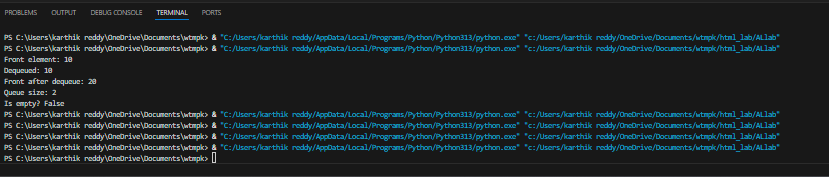 PROBLEMS OUTPUT DEBUG CONSOLE TERMINAL PORTS
PS C:\Users\karthik reddy\OneDrive\Documents\wtmpk> & "C:/Users/karthik reddy/AppData/Local/Programs/Python/Python313/python.exe" "c:/Users/karthik reddy/OneDrive/Documents/wtmpk/html_lab/ALlab"
PS C:\Users\karthik reddy\OneDrive\Documents\wtmpk> & "C:/Users/karthik reddy/AppData/Local/Programs/Python/Python313/python.exe" "c:/Users/karthik reddy/OneDrive/Documents/wtmpk/html_lab/ALlab"
Front element: 10
Dequeued: 10
Front after dequeue: 20
Queue size: 2
Is empty? False
PS C:\Users\karthik reddy\OneDrive\Documents\wtmpk> & "C:/Users/karthik reddy/AppData/Local/Programs/Python/Python313/python.exe" "c:/Users/karthik reddy/OneDrive/Documents/wtmpk/html_lab/ALlab"
PS C:\Users\karthik reddy\OneDrive\Documents\wtmpk> & "C:/Users/karthik reddy/AppData/Local/Programs/Python/Python313/python.exe" "c:/Users/karthik reddy/OneDrive/Documents/wtmpk/html_lab/ALlab"
PS C:\Users\karthik reddy\OneDrive\Documents\wtmpk> & "C:/Users/karthik reddy/AppData/Local/Programs/Python/Python313/python.exe" "c:/Users/karthik reddy/OneDrive/Documents/wtmpk/html_lab/ALlab"
PS C:\Users\karthik reddy\OneDrive\Documents\wtmpk> & "C:/Users/karthik reddy/AppData/Local/Programs/Python/Python313/python.exe" "c:/Users/karthik reddy/OneDrive/Documents/wtmpk/html_lab/ALlab"
PS C:\Users\karthik reddy\OneDrive\Documents\wtmpk>